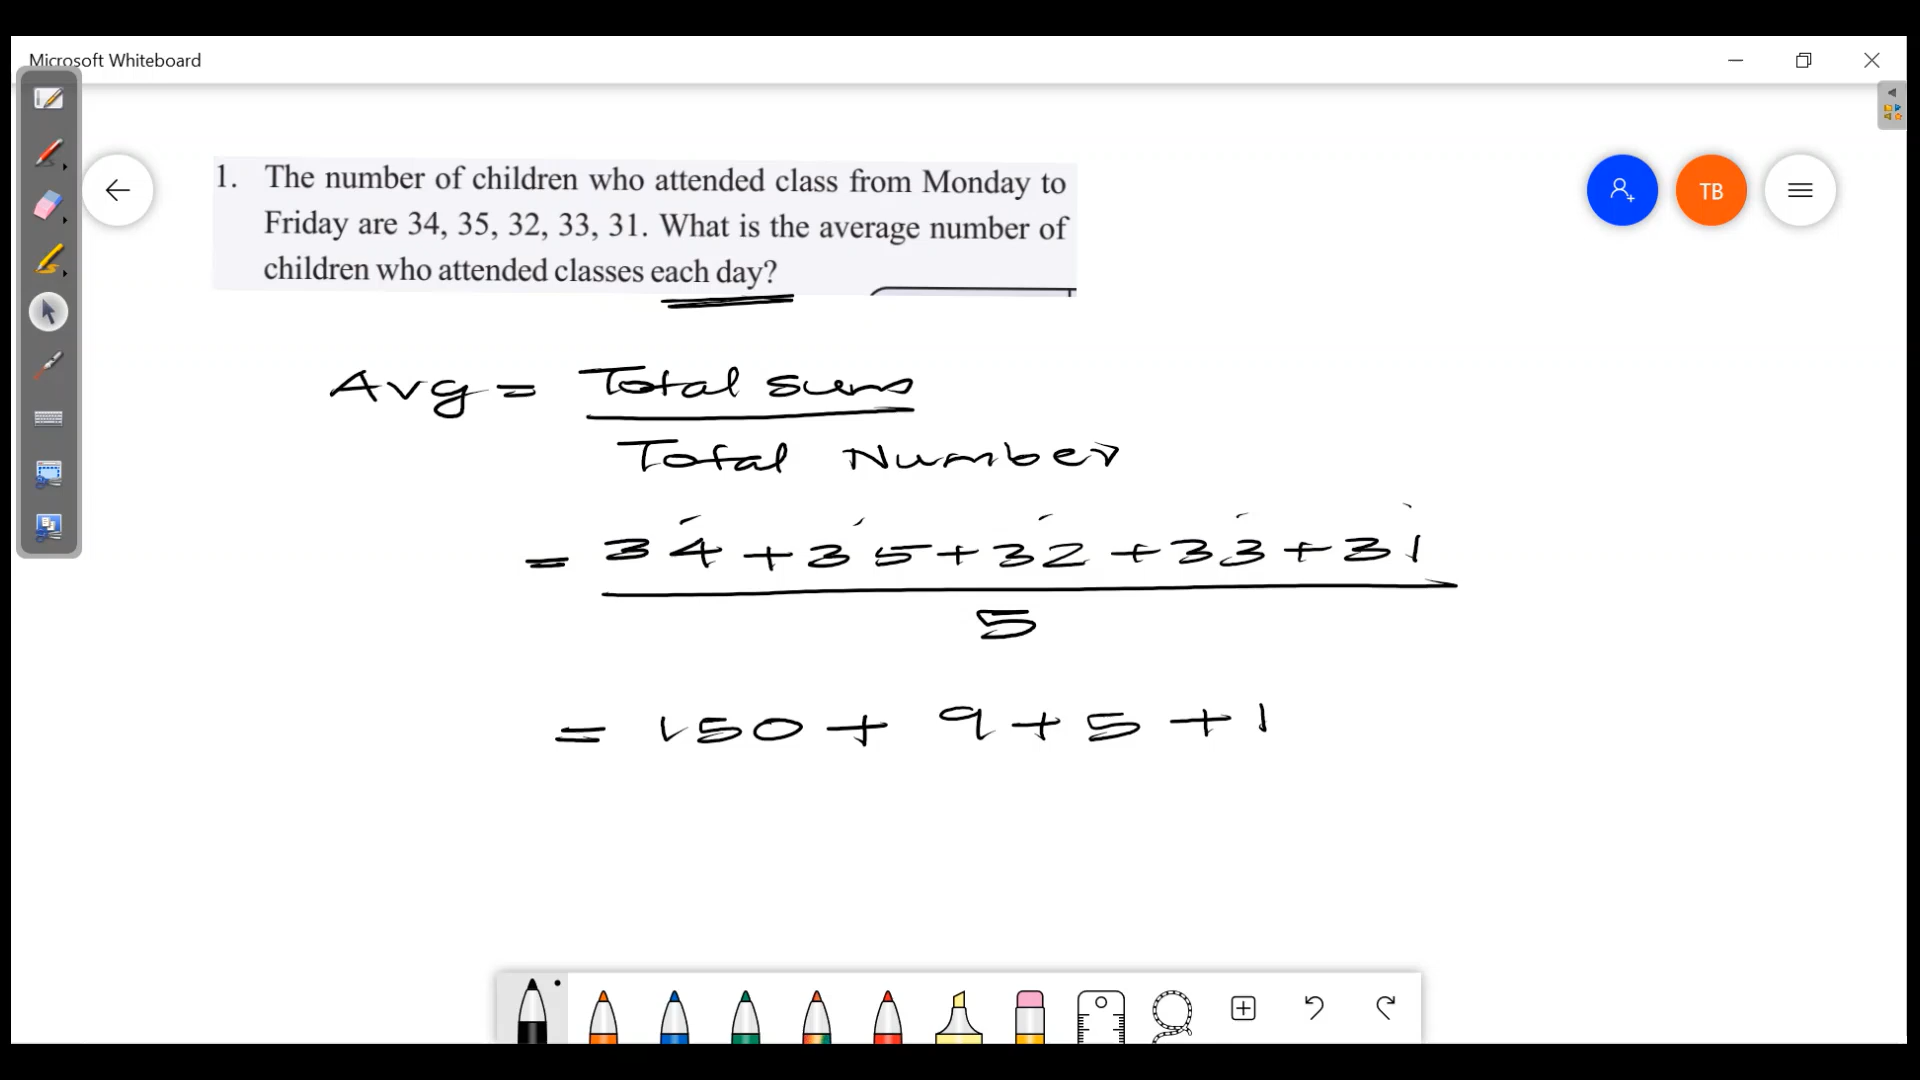 Microsoft Whiteboard
TB
1. The number of children who attended class from Monday to
Friday are 34, 35, 32, 33, 31. What is the average number of
children who attended classes each day?
Avg = Total sum
Total Number
= 34+35+32+33+31
5
= 150+9+5+1